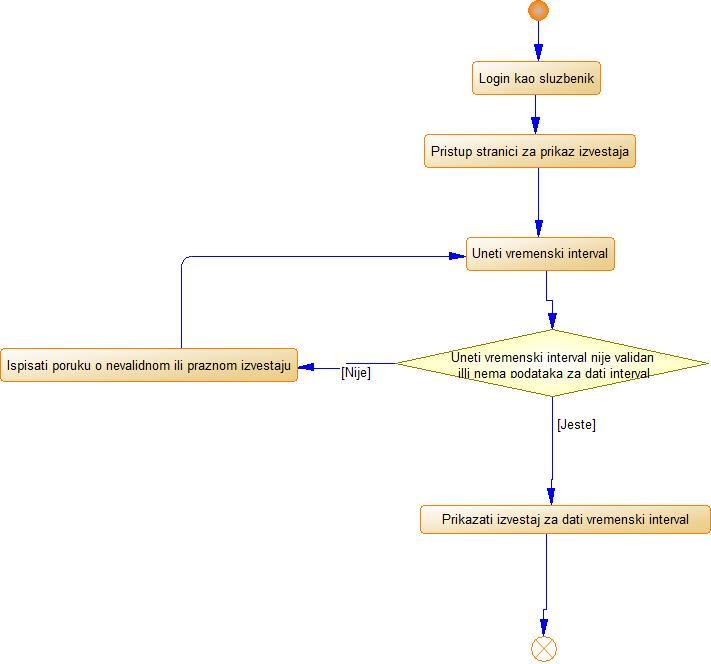 Login kao sluzbenik
Pristup stranici za prikaz izvestaja
Uneti vremenski interval
Uneti vremenski interval nije validan
illi nema podataka za dati interval
Ispisati poruku o nevalidnom ili praznom izvestaju
[Nije]
[Jeste]
Prikazati izvestaj za dati vremenski interval